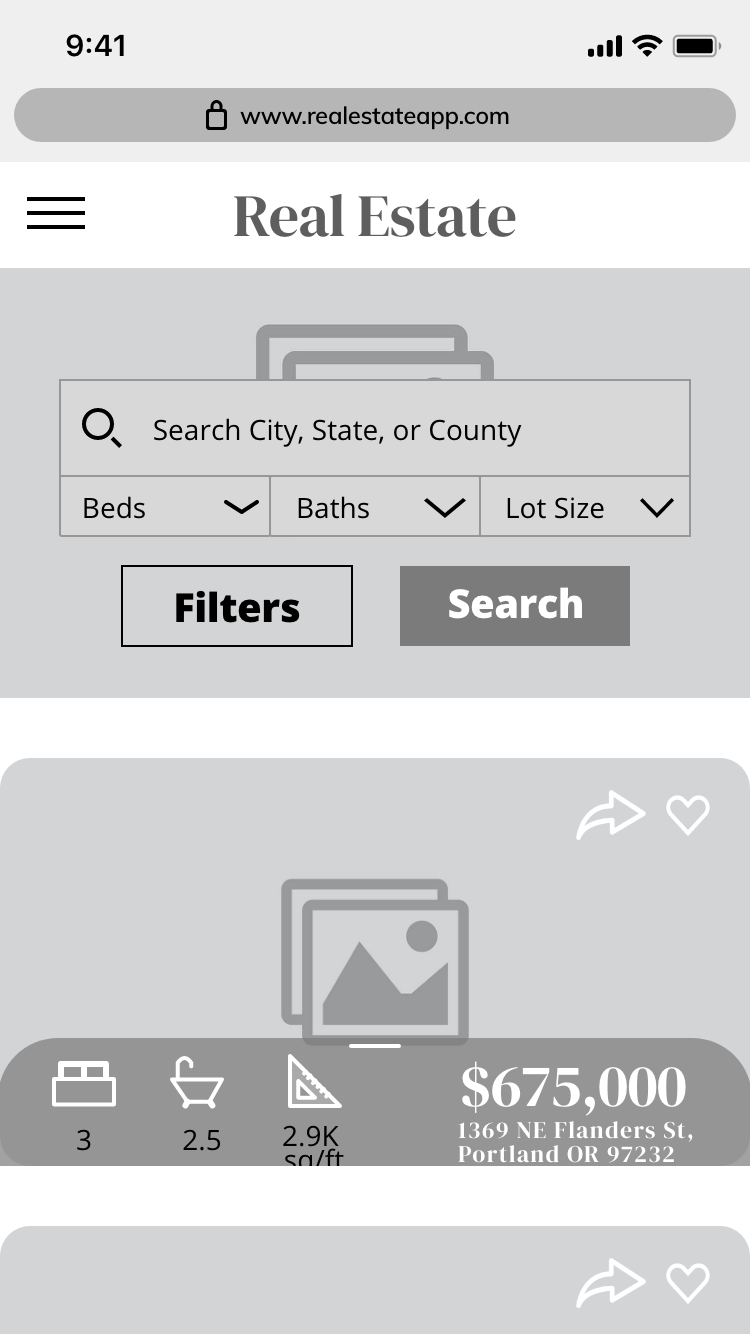 9:41
www.realestateapp.com
Real Estate
Search City, State, or County
Beds Baths Lot Size
Filters Search
$675,000
1369 NE Flanders St,
Portland OR 97232
3 2.5 2.9K
sq/ft